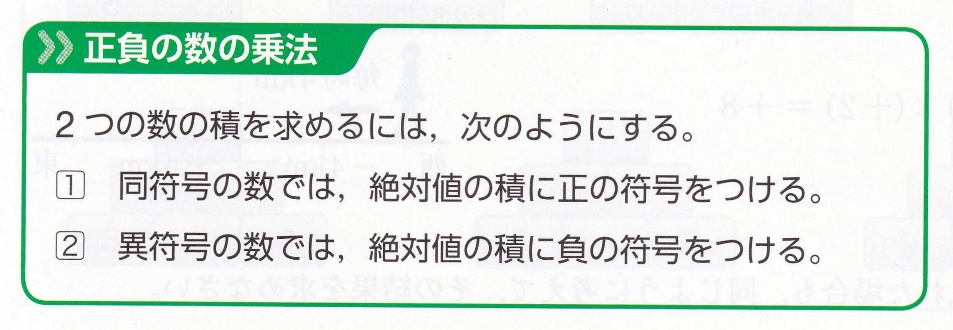 正負の数の乗法
2つの数の積を求めるには，次のようにする。
1 同符号の数では，絶対値の積に正の符号をつける。
2 異符号の数では，絶対値の積に負の符号をつける。